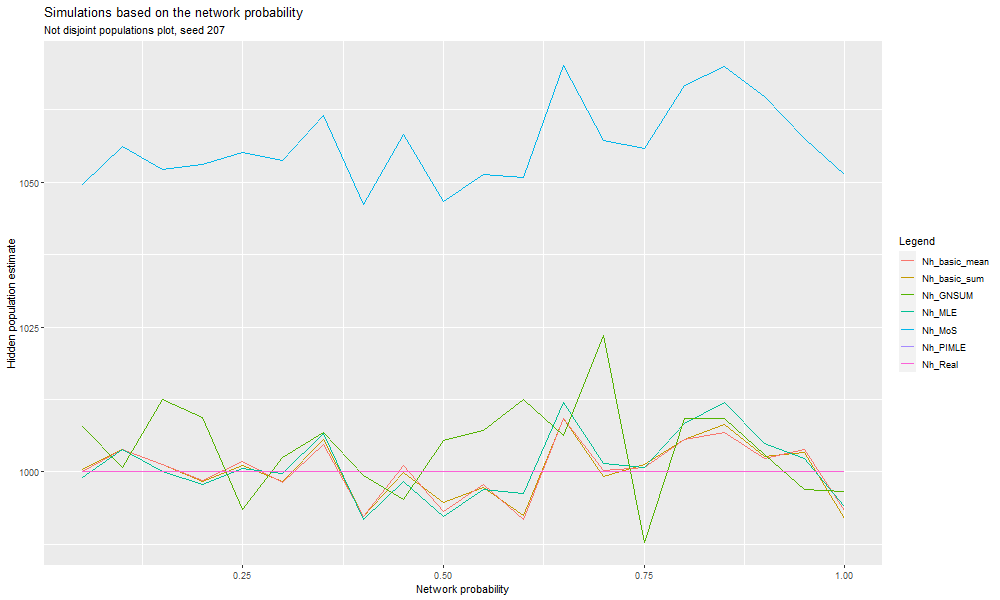 Simulations based on the network probability
Not disjoint populations plot, seed 207
Hidden population estimate
1050
1025
1000
0.25
0.50
0.75
1.00
Network probability
Legend
Nh_basic_mean
Nh_basic_sum
Nh_GNSUM
Nh_MLE
Nh_MoS
Nh_PIMLE
Nh_Real